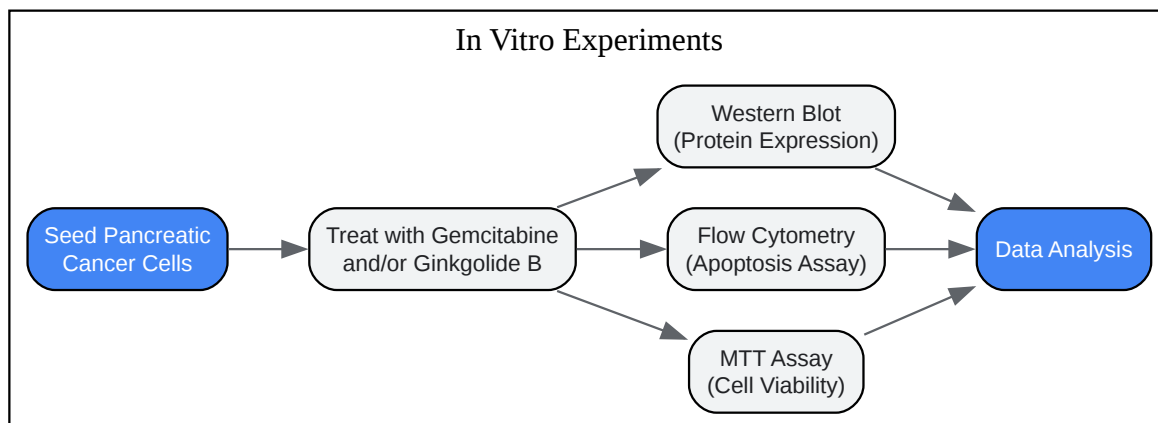 In Vitro Experiments
Seed Pancreatic
Cancer Cells
Treat with Gemcitabine
and/or Ginkgolide B
Western Blot
(Protein Expression)
Flow Cytometry
(Apoptosis Assay)
MTT Assay
(Cell Viability)
Data Analysis